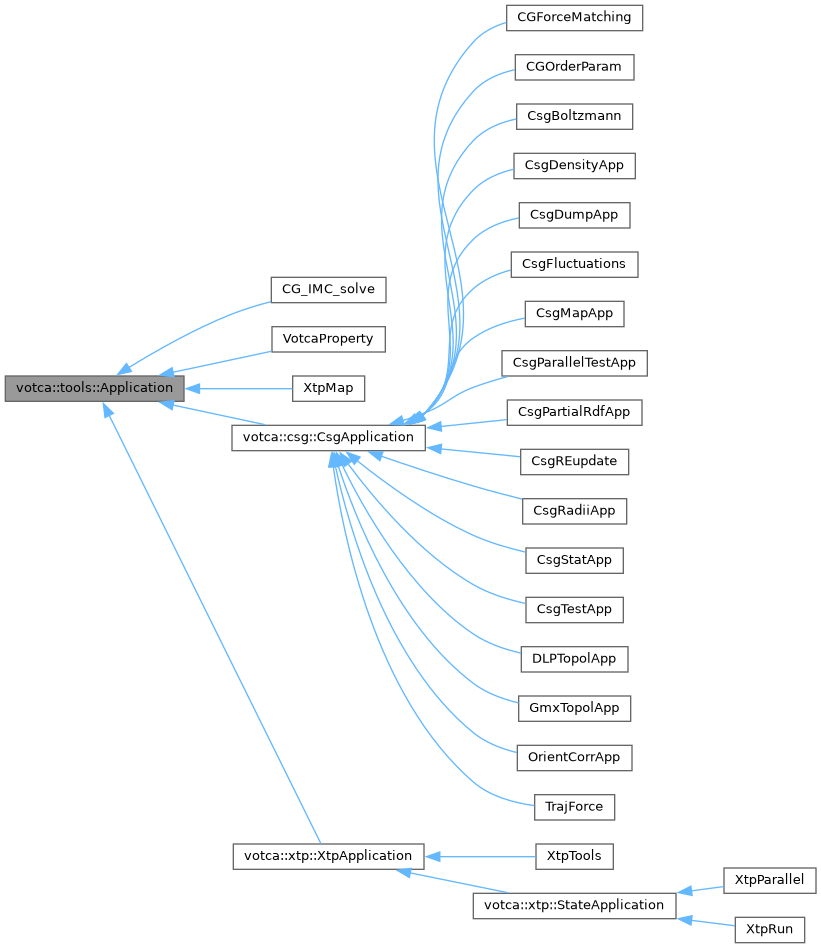 CGForceMatching
CGOrderParam
CsgBoltzmann
CsgDensityApp
CsgDumpApp
CsgFluctuations
CG_IMC_solve
CsgMapApp
VotcaProperty
CsgParallelTestApp
votca::tools::Application
XtpMap
CsgPartialRdfApp
votca::csg::CsgApplication
CsgREupdate
CsgRadiiApp
CsgStatApp
CsgTestApp
DLPTopolApp
GmxTopolApp
OrientCorrApp
TrajForce
votca::xtp::XtpApplication
XtpTools
XtpParallel
votca::xtp::StateApplication
XtpRun